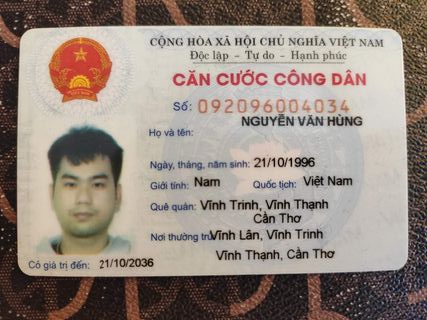 CỘNG HÒA XÃ HỘI CHỦ NGHĨA VIỆT NAM
Độc lập - Tự do - Hạnh phúc
CĂN CƯỚC CÔNG DÂN
Số: 092096004034
NGUYỄN VĂN HÙNG
Họ và tên:
Ngày, tháng, năm sinh: 21/10/1996
Giới tính: Nam Quốc tịch: Việt Nam
Quê quán: Vĩnh Trinh, Vĩnh Thạnh
Cần Thơ
Nơi thường trú Vĩnh Lân, Vĩnh Trinh
Vĩnh Thạnh, Cần Thơ
Có giá trị đến: 21/10/2036